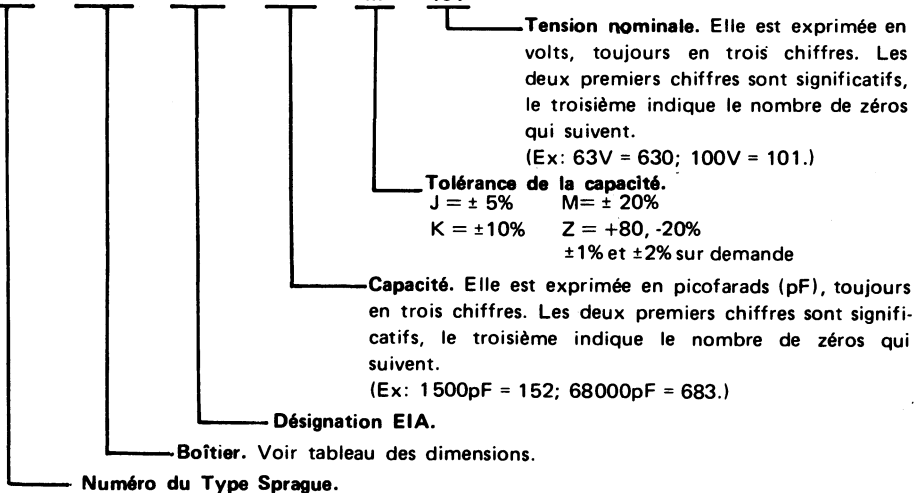 Tension nominale. Elle est exprimée en
volts, toujours en trois chiffres. Les
deux premiers chiffres sont significatifs,
le troisième indique le nombre de zéros
qui suivent.
(Ex: 63V = 630; 100V = 101.)
Tolérance de la capacité.
J = ± 5% M= ± 20%
K = ±10% Z = +80, -20%
±1% et ±2% sur demande
Capacité. Elle est exprimée en picofarads (pF), toujours
en trois chiffres. Les deux premiers chiffres sont signifi-
catifs, le troisième indique le nombre de zéros qui
suivent.
(Ex: 1500pF = 152; 68000pF = 683.)
Désignation EIA.
Boîtier. Voir tableau des dimensions.
Numéro du Type Sprague.